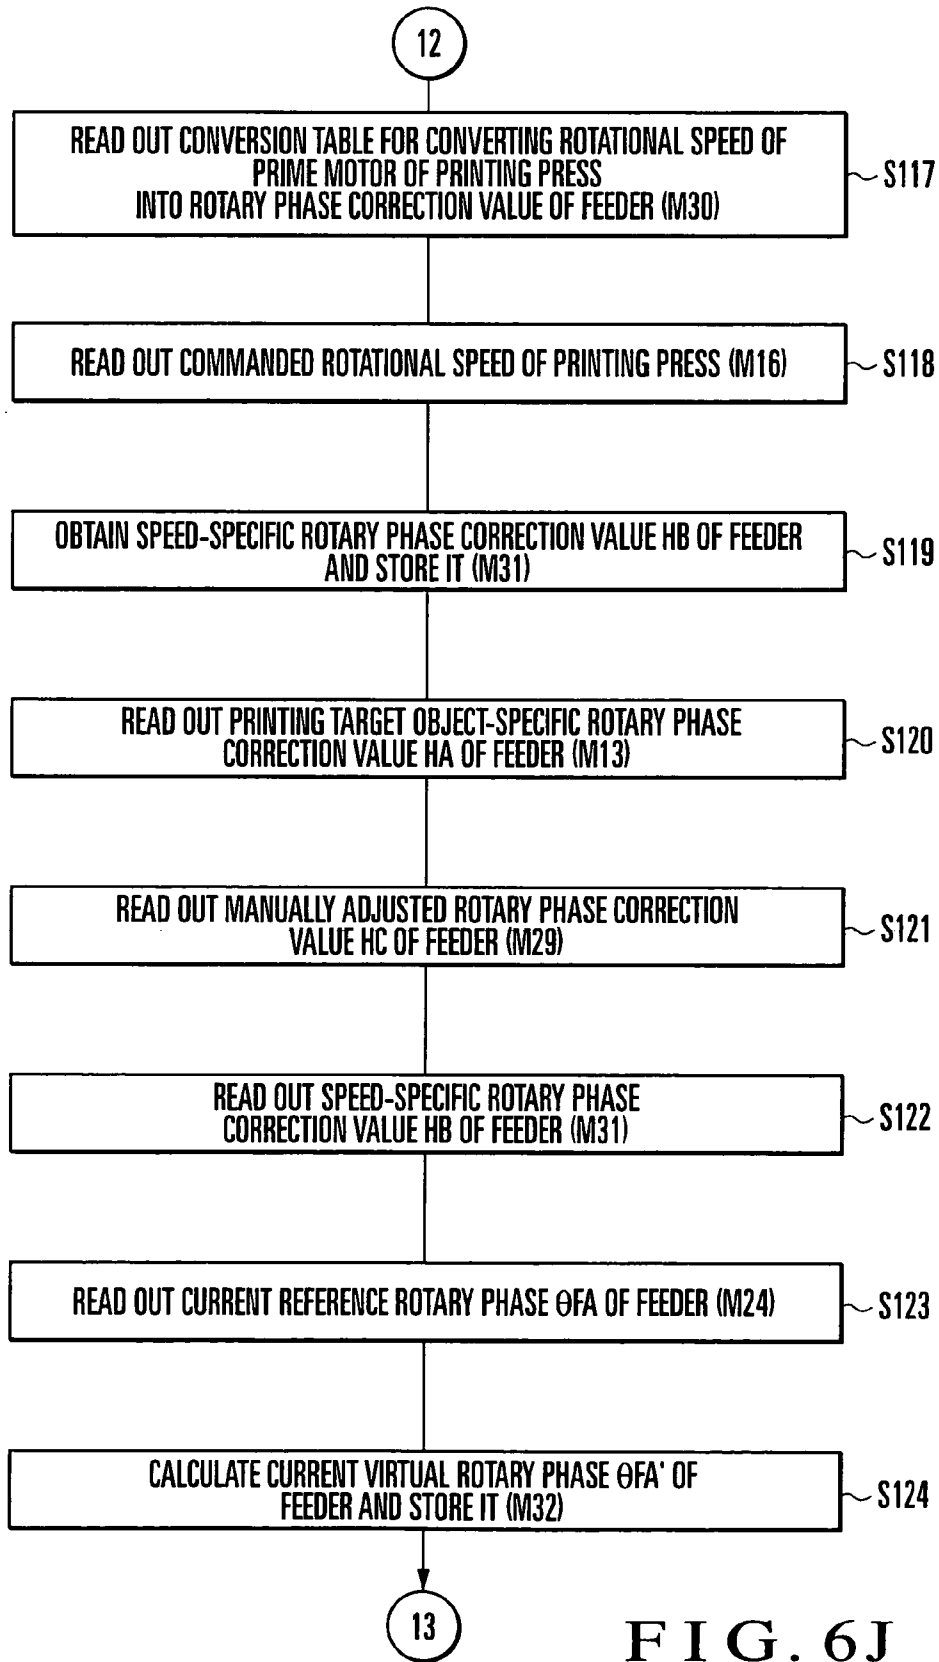 12
READ OUT CONVERSION TABLE FOR CONVERTING ROTATIONAL SPEED OF
PRIME MOTOR OF PRINTING PRESS
INTO ROTARY PHASE CORRECTION VALUE OF FEEDER (M30)
S117
READ OUT COMMANDED ROTATIONAL SPEED OF PRINTING PRESS (M16)
S118
OBTAIN SPEED-SPECIFIC ROTARY PHASE CORRECTION VALUE HB OF FEEDER
AND STORE IT (M31)
S119
READ OUT PRINTING TARGET OBJECT-SPECIFIC ROTARY PHASE
CORRECTION VALUE HA OF FEEDER (M13)
S120
READ OUT MANUALLY ADJUSTED ROTARY PHASE CORRECTION
VALUE HC OF FEEDER (M29)
S121
READ OUT SPEED-SPECIFIC ROTARY PHASE
CORRECTION VALUE HB OF FEEDER (M31)
S122
READ OUT CURRENT REFERENCE ROTARY PHASE θFA OF FEEDER (M24)
S123
CALCULATE CURRENT VIRTUAL ROTARY PHASE θFA' OF
FEEDER AND STORE IT (M32)
S124
13
FIG. 6J